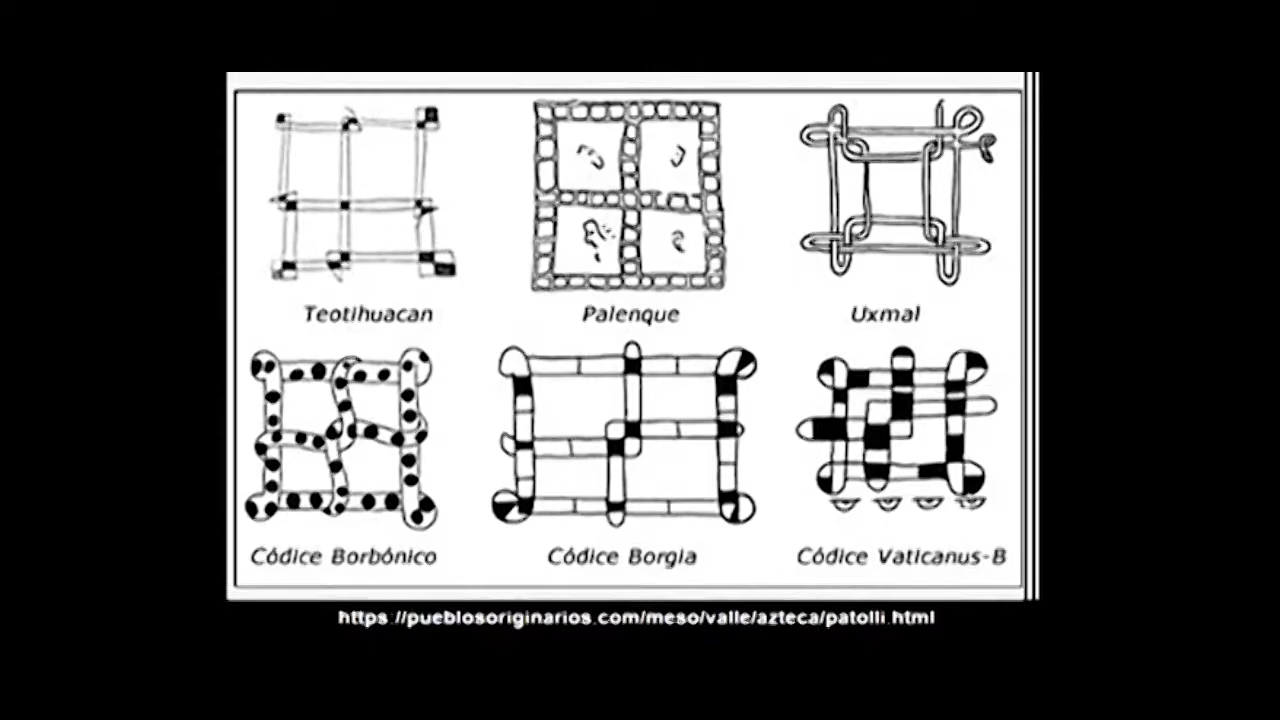 Teotihuacan
Palenque
Uxmal
Códice Borbónico
Códice Borgia
Códice Vaticanus-B
https://pueblosoriginarios.com/meso/valle/azteca/patolli.html